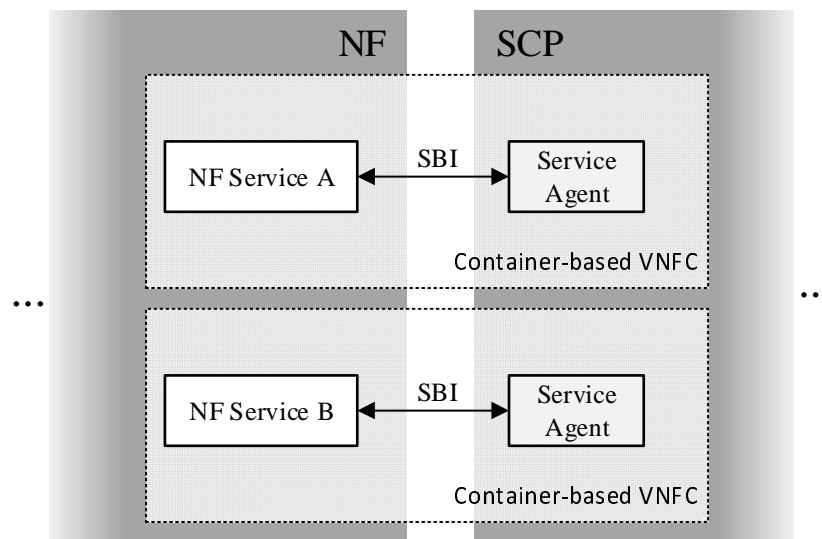 NF SCP
NF Service A
SBI
Service
Agent
Container-based VNFC
...
..
NF Service B
SBI
Service
Agent
Container-based VNFC